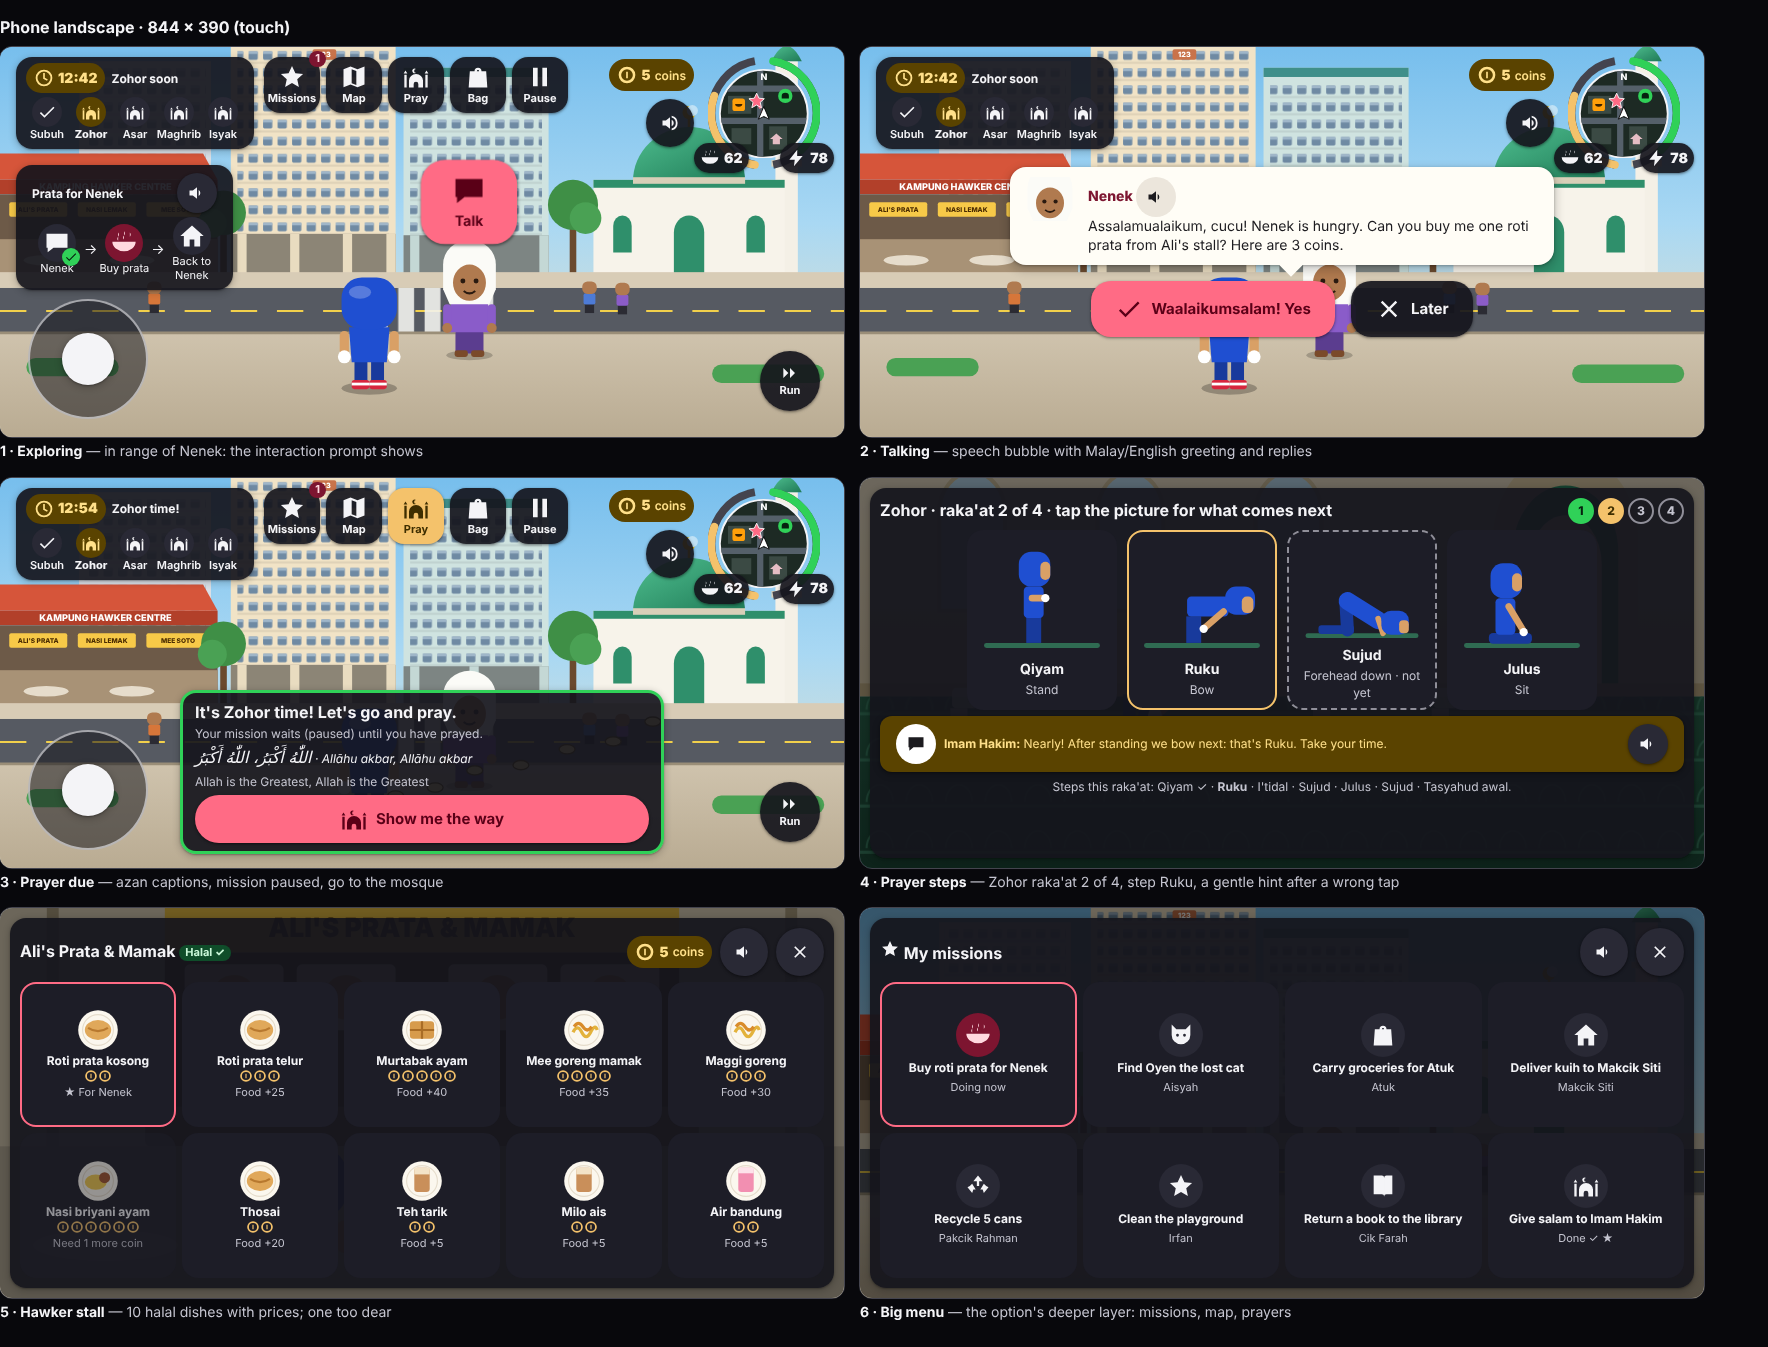 Phone landscape · 844 × 390 (touch)
12:42 Zohor soon
Subuh Zohor Asar Maghrib Isyak
1
Missions Map Pray Bag Pause
123
5 coins
N
62 78
Prata for Nenek
Nenek → Buy prata → Back to Nenek
Talk
Run
1 · Exploring — in range of Nenek: the interaction prompt shows
12:42 Zohor soon
Subuh Zohor Asar Maghrib Isyak
123
5 coins
N
62 78
KAMPUNG HAWKER CEN
ALI'S PRATA NASI LEMAK
Nenek
Assalamualaikum, cucu! Nenek is hungry. Can you buy me one roti
prata from Ali's stall? Here are 3 coins.
Waalaikumsalam! Yes
Later
2 · Talking — speech bubble with Malay/English greeting and replies
12:54 Zohor time!
Subuh Zohor Asar Maghrib Isyak
1
Missions Map Pray Bag Pause
5 coins
N
62 78
KAMPUNG HAWKER CENTRE
ALI'S PRATA NASI LEMAK MEE SOTO
It's Zohor time! Let's go and pray.
Your mission waits (paused) until you have prayed.
اللّٰهُ أَكْبَرُ، اللّٰهُ أَكْبَرُ · Allāhu akbar, Allāhu akbar
Allah is the Greatest, Allah is the Greatest
Show me the way
Run
3 · Prayer due — azan captions, mission paused, go to the mosque
Zohor · raka'at 2 of 4 · tap the picture for what comes next
1 2 3 4
Qiyam
Stand
Ruku
Bow
Sujud
Forehead down · not
yet
Julus
Sit
Imam Hakim: Nearly! After standing we bow next: that's Ruku. Take your time.
Steps this raka'at: Qiyam ✓ · Ruku · I'tidal · Sujud · Julus · Sujud · Tasyahud awal.
4 · Prayer steps — Zohor raka'at 2 of 4, step Ruku, a gentle hint after a wrong tap
ALI'S PRATA & MAMAK
Ali's Prata & Mamak Halal ✓
5 coins
Roti prata kosong
★ For Nenek
Roti prata telur
Food +25
Murtabak ayam
Food +40
Mee goreng mamak
Food +35
Maggi goreng
Food +30
Nasi briyani ayam
Need 1 more coin
Thosai
Food +20
Teh tarik
Food +5
Milo ais
Food +5
Air bandung
Food +5
5 · Hawker stall — 10 halal dishes with prices; one too dear
My missions
Buy roti prata for Nenek
Doing now
Find Oyen the lost cat
Aisyah
Carry groceries for Atuk
Atuk
Deliver kuih to Makcik Siti
Makcik Siti
Recycle 5 cans
Pakcik Rahman
Clean the playground
Irfan
Return a book to the library
Cik Farah
Give salam to Imam Hakim
Done ✓ ★
6 · Big menu — the option's deeper layer: missions, map, prayers